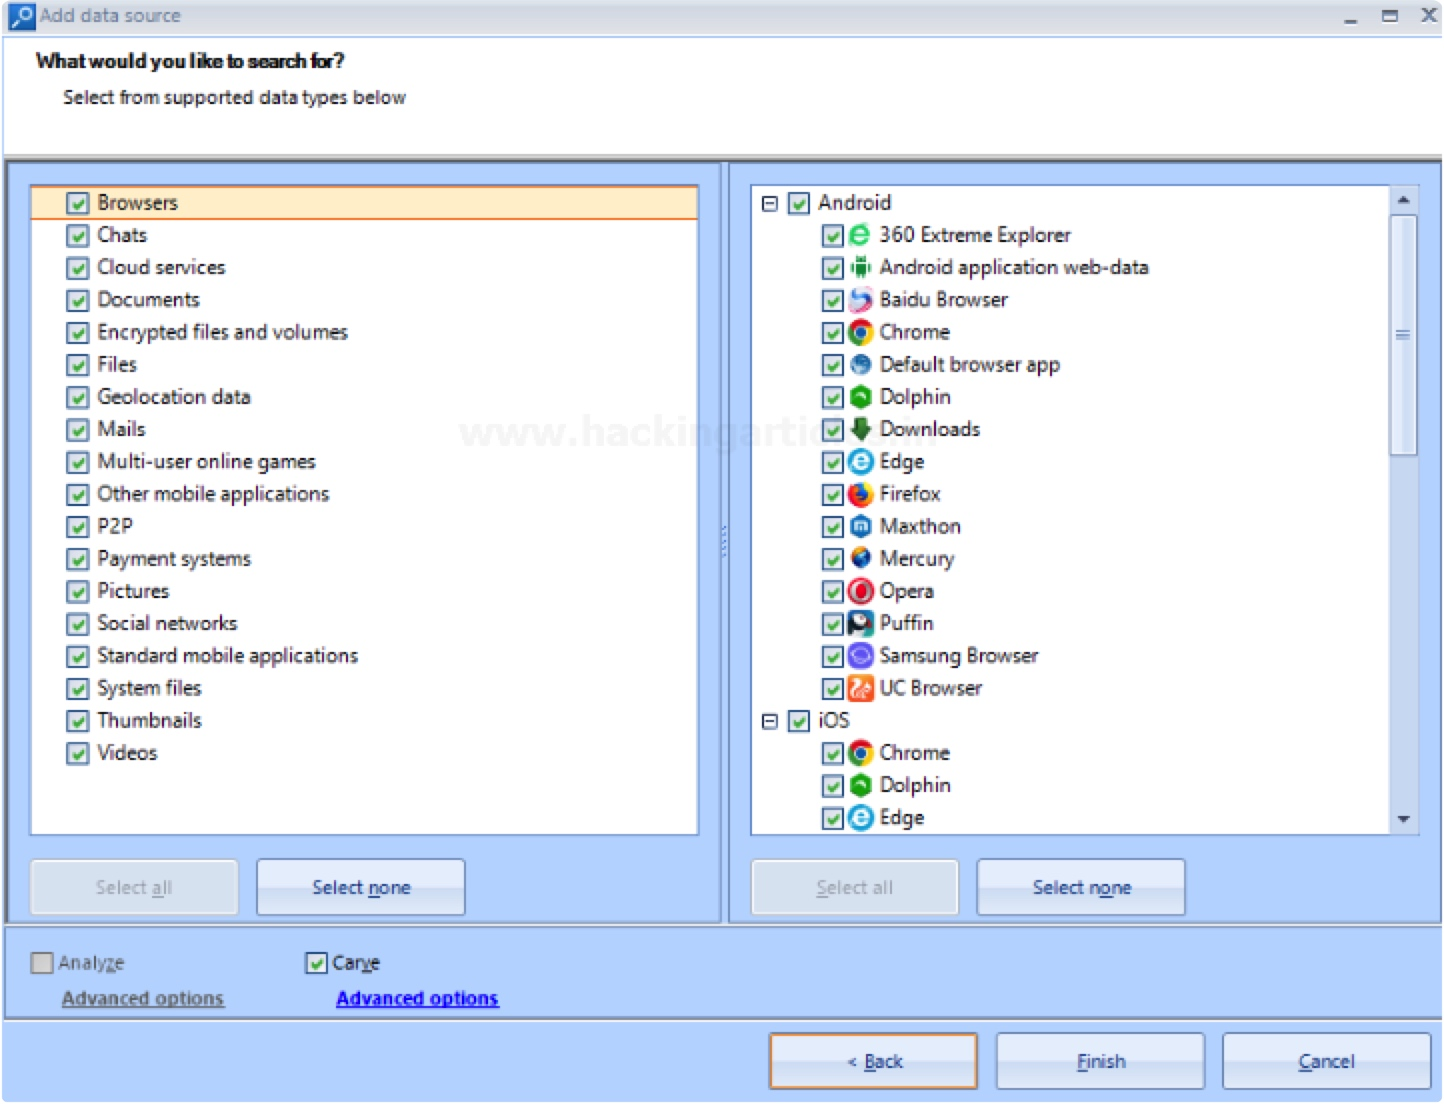 Add data source
What would you like to search for?
Select from supported data types below
Browsers
Chats
Cloud services
Documents
Encrypted files and volumes
Files
Geolocation data
Mails
Multi-user online games
Other mobile applications
P2P
Payment systems
Pictures
Social networks
Standard mobile applications
System files
Thumbnails
Videos
Select all
Select none
Android
360 Extreme Explorer
Android application web-data
Baidu Browser
Chrome
Default browser app
Dolphin
Downloads
Edge
Firefox
Maxthon
Mercury
Opera
Puffin
Samsung Browser
UC Browser
iOS
Chrome
Dolphin
Edge
Select all
Select none
Analyze
Advanced options
Carve
Advanced options
< Back
Finish
Cancel